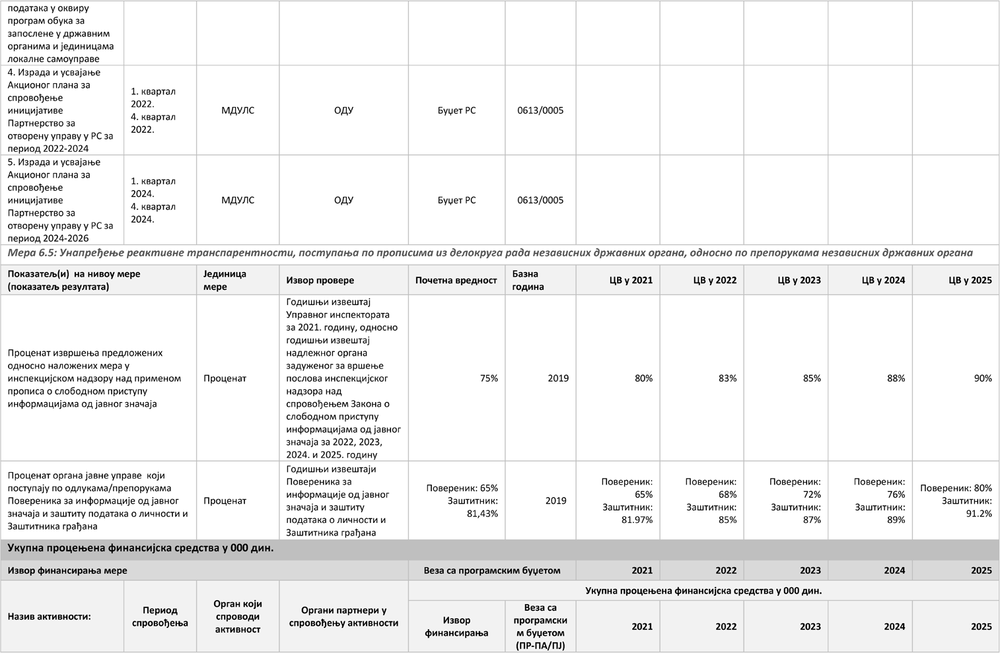 података у оквиру
програм обука за
запослене у државним
органима и јединицама
локалне самоуправе
4. Израда и усвајање
Акционог плана за
спровођење
иницијативе
Партнерство за
отворену управу у РС за
период 2022-2024
1. квартал
2022.
4. квартал
2022.
МДУЛС
ОДУ
Буџет РС
0613/0005
5. Израда и усвајање
Акционог плана за
спровођење
иницијативе
Партнерство за
отворену управу у РС за
период 2024-2026
1. квартал
2024.
4. квартал
2024.
МДУЛС
ОДУ
Буџет РС
0613/0005
Мера 6.5: Унапређење реактивне транспарентности, поступања по прописима из делокруга рада независних државних органа, односно по препорукама независних државних органа
Показатељ(и) на нивоу мере
(показатељ резултата)
Јединица
мере
Извор провере
Почетна вредност
Базна
година
ЦВ у 2021
ЦВ у 2022
ЦВ у 2023
ЦВ у 2024
ЦВ у 2025
Проценат извршења предложених
односно наложених мера у
инспекцијском надзору над применом
прописа о слободном приступу
информацијама од јавног значаја
Проценат
Годишњи извештај
Управног инспектората
за 2021. годину, односно
годишњи извештај
надлежног органа
задуженог за вршење
послова инспекцијског
надзора над
спровођењем Закона о
слободном приступу
информацијама од јавног
значаја за 2022, 2023,
2024. и 2025. годину
75%
2019
80%
83%
85%
88%
90%
Проценат органа јавне управе који
поступају по одлукама/препорукама
Повереника за информације од јавног
значаја и заштиту података о личности и
Заштитника грађана
Проценат
Годишњи извештаји
Повереника за
информације од јавног
значаја и заштиту
података о личности и
Заштитника грађана
Повереник: 65%
Заштитник:
81,43%
2019
Повереник:
65%
Заштитник:
81.97%
Повереник:
68%
Заштитник:
85%
Повереник:
72%
Заштитник:
87%
Повереник:
76%
Заштитник:
89%
Повереник: 80%
Заштитник:
91.2%
Укупна процењена финансијска средства у 000 дин.
Извор финансирања мере
Веза са програмским буџетом
2021
2022
2023
2024
2025
Назив активности:
Период
спровођења
Орган који
спроводи
активност
Органи партнери у
спровођењу активности
Укупна процењена финансијска средства у 000 дин.
Извор
финансирања
Веза са
програмски
м буџетом
(ПР-ПА/ПЈ)
2021
2022
2023
2024
2025